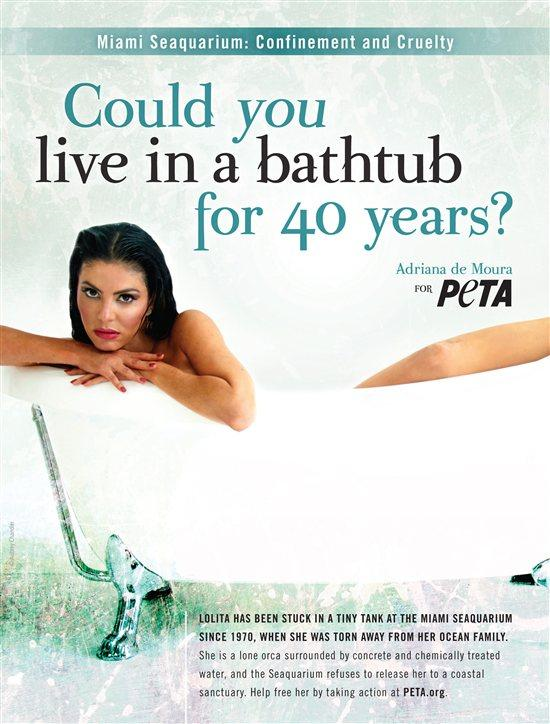 Miami Seaquarium: Confinement and Cruelty
Could you
live in a bathtub
for 40 years?
Adriana de Moura
FOR PETA
LOLITA HAS BEEN STUCK IN A TINY TANK AT THE MIAMI SEAQUARIUM
SINCE 1970, WHEN SHE WAS TORN AWAY FROM HER OCEAN FAMILY.
She is a lone orca surrounded by concrete and chemically treated
water, and the Seaquarium refuses to release her to a coastal
sanctuary. Help free her by taking action at PETA.org.